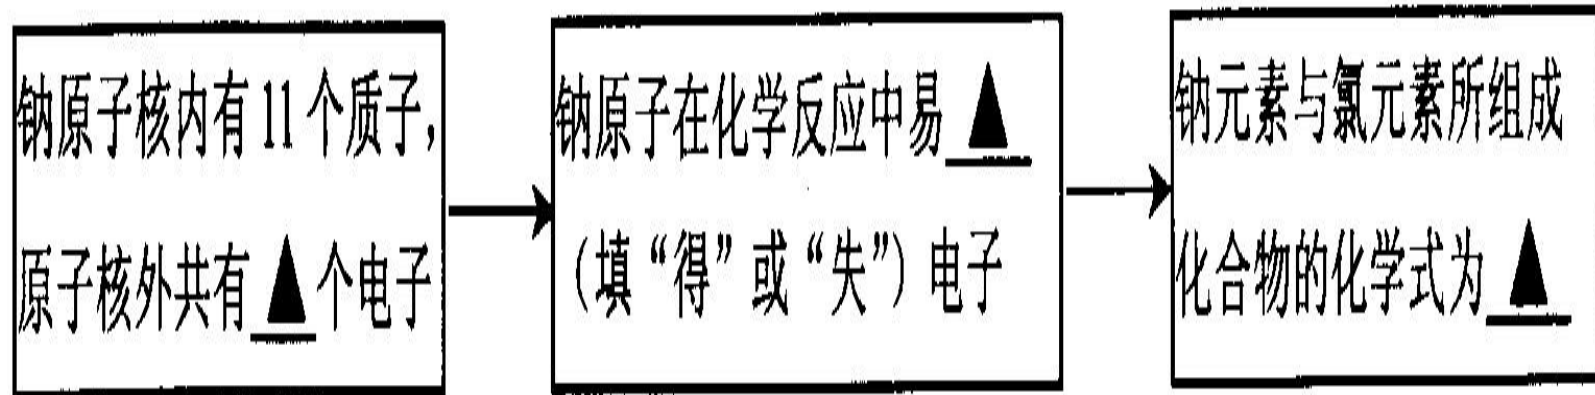 钠原子核内有11个质子，
原子核外共有▲个电子
钠原子在化学反应中易▲
（填“得”或“失”）电子
钠元素与氯元素所组成
化合物的化学式为▲